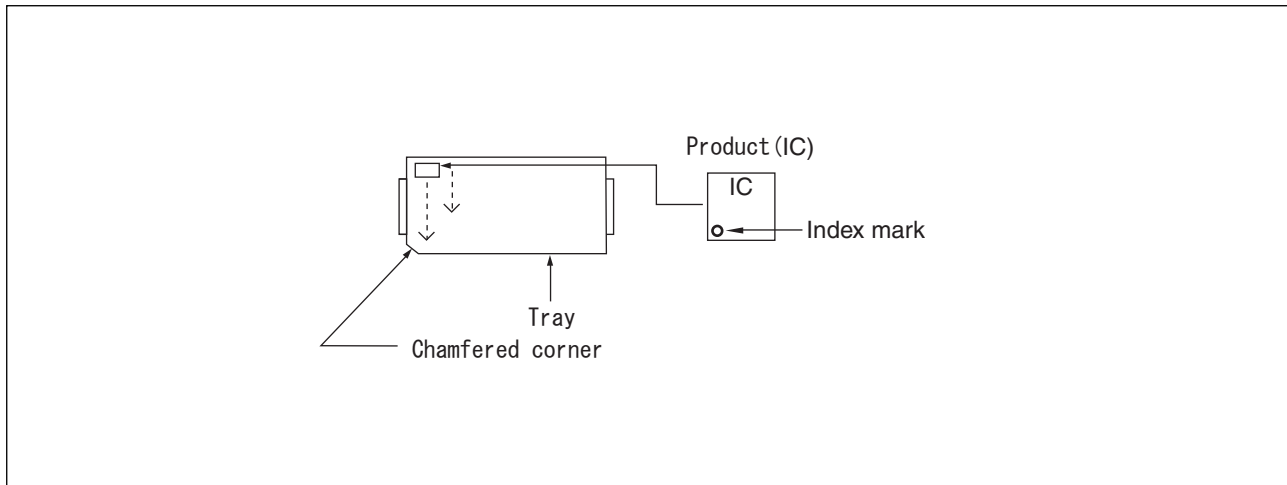 Product(IC)
IC
Index mark
Tray
Chamfered corner